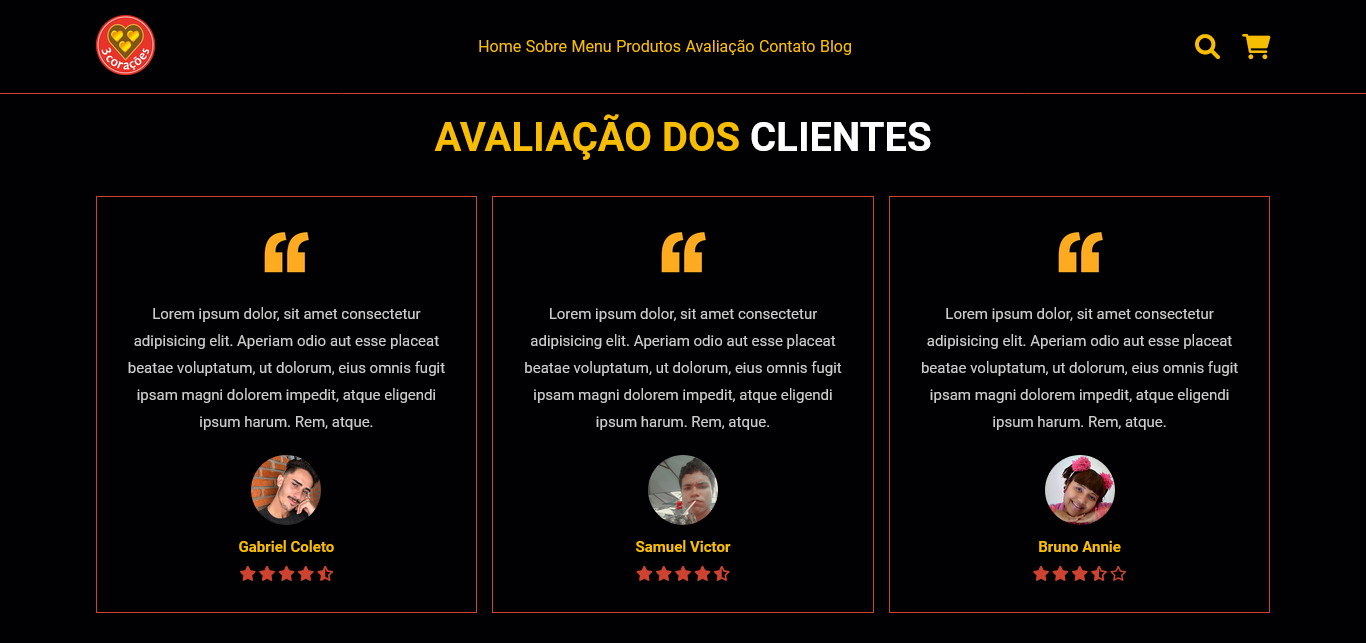 3 corações
Home Sobre Menu Produtos Avaliação Contato Blog
AVALIAÇÃO DOS CLIENTES
Lorem ipsum dolor, sit amet consectetur
adipisicing elit. Aperiam odio aut esse placeat
beatae voluptatum, ut dolorum, eius omnis fugit
ipsam magni dolorem impedit, atque eligendi
ipsum harum. Rem, atque.
Gabriel Coleto
Lorem ipsum dolor, sit amet consectetur
adipisicing elit. Aperiam odio aut esse placeat
beatae voluptatum, ut dolorum, eius omnis fugit
ipsam magni dolorem impedit, atque eligendi
ipsum harum. Rem, atque.
Samuel Victor
Lorem ipsum dolor, sit amet consectetur
adipisicing elit. Aperiam odio aut esse placeat
beatae voluptatum, ut dolorum, eius omnis fugit
ipsam magni dolorem impedit, atque eligendi
ipsum harum. Rem, atque.
Bruno Annie